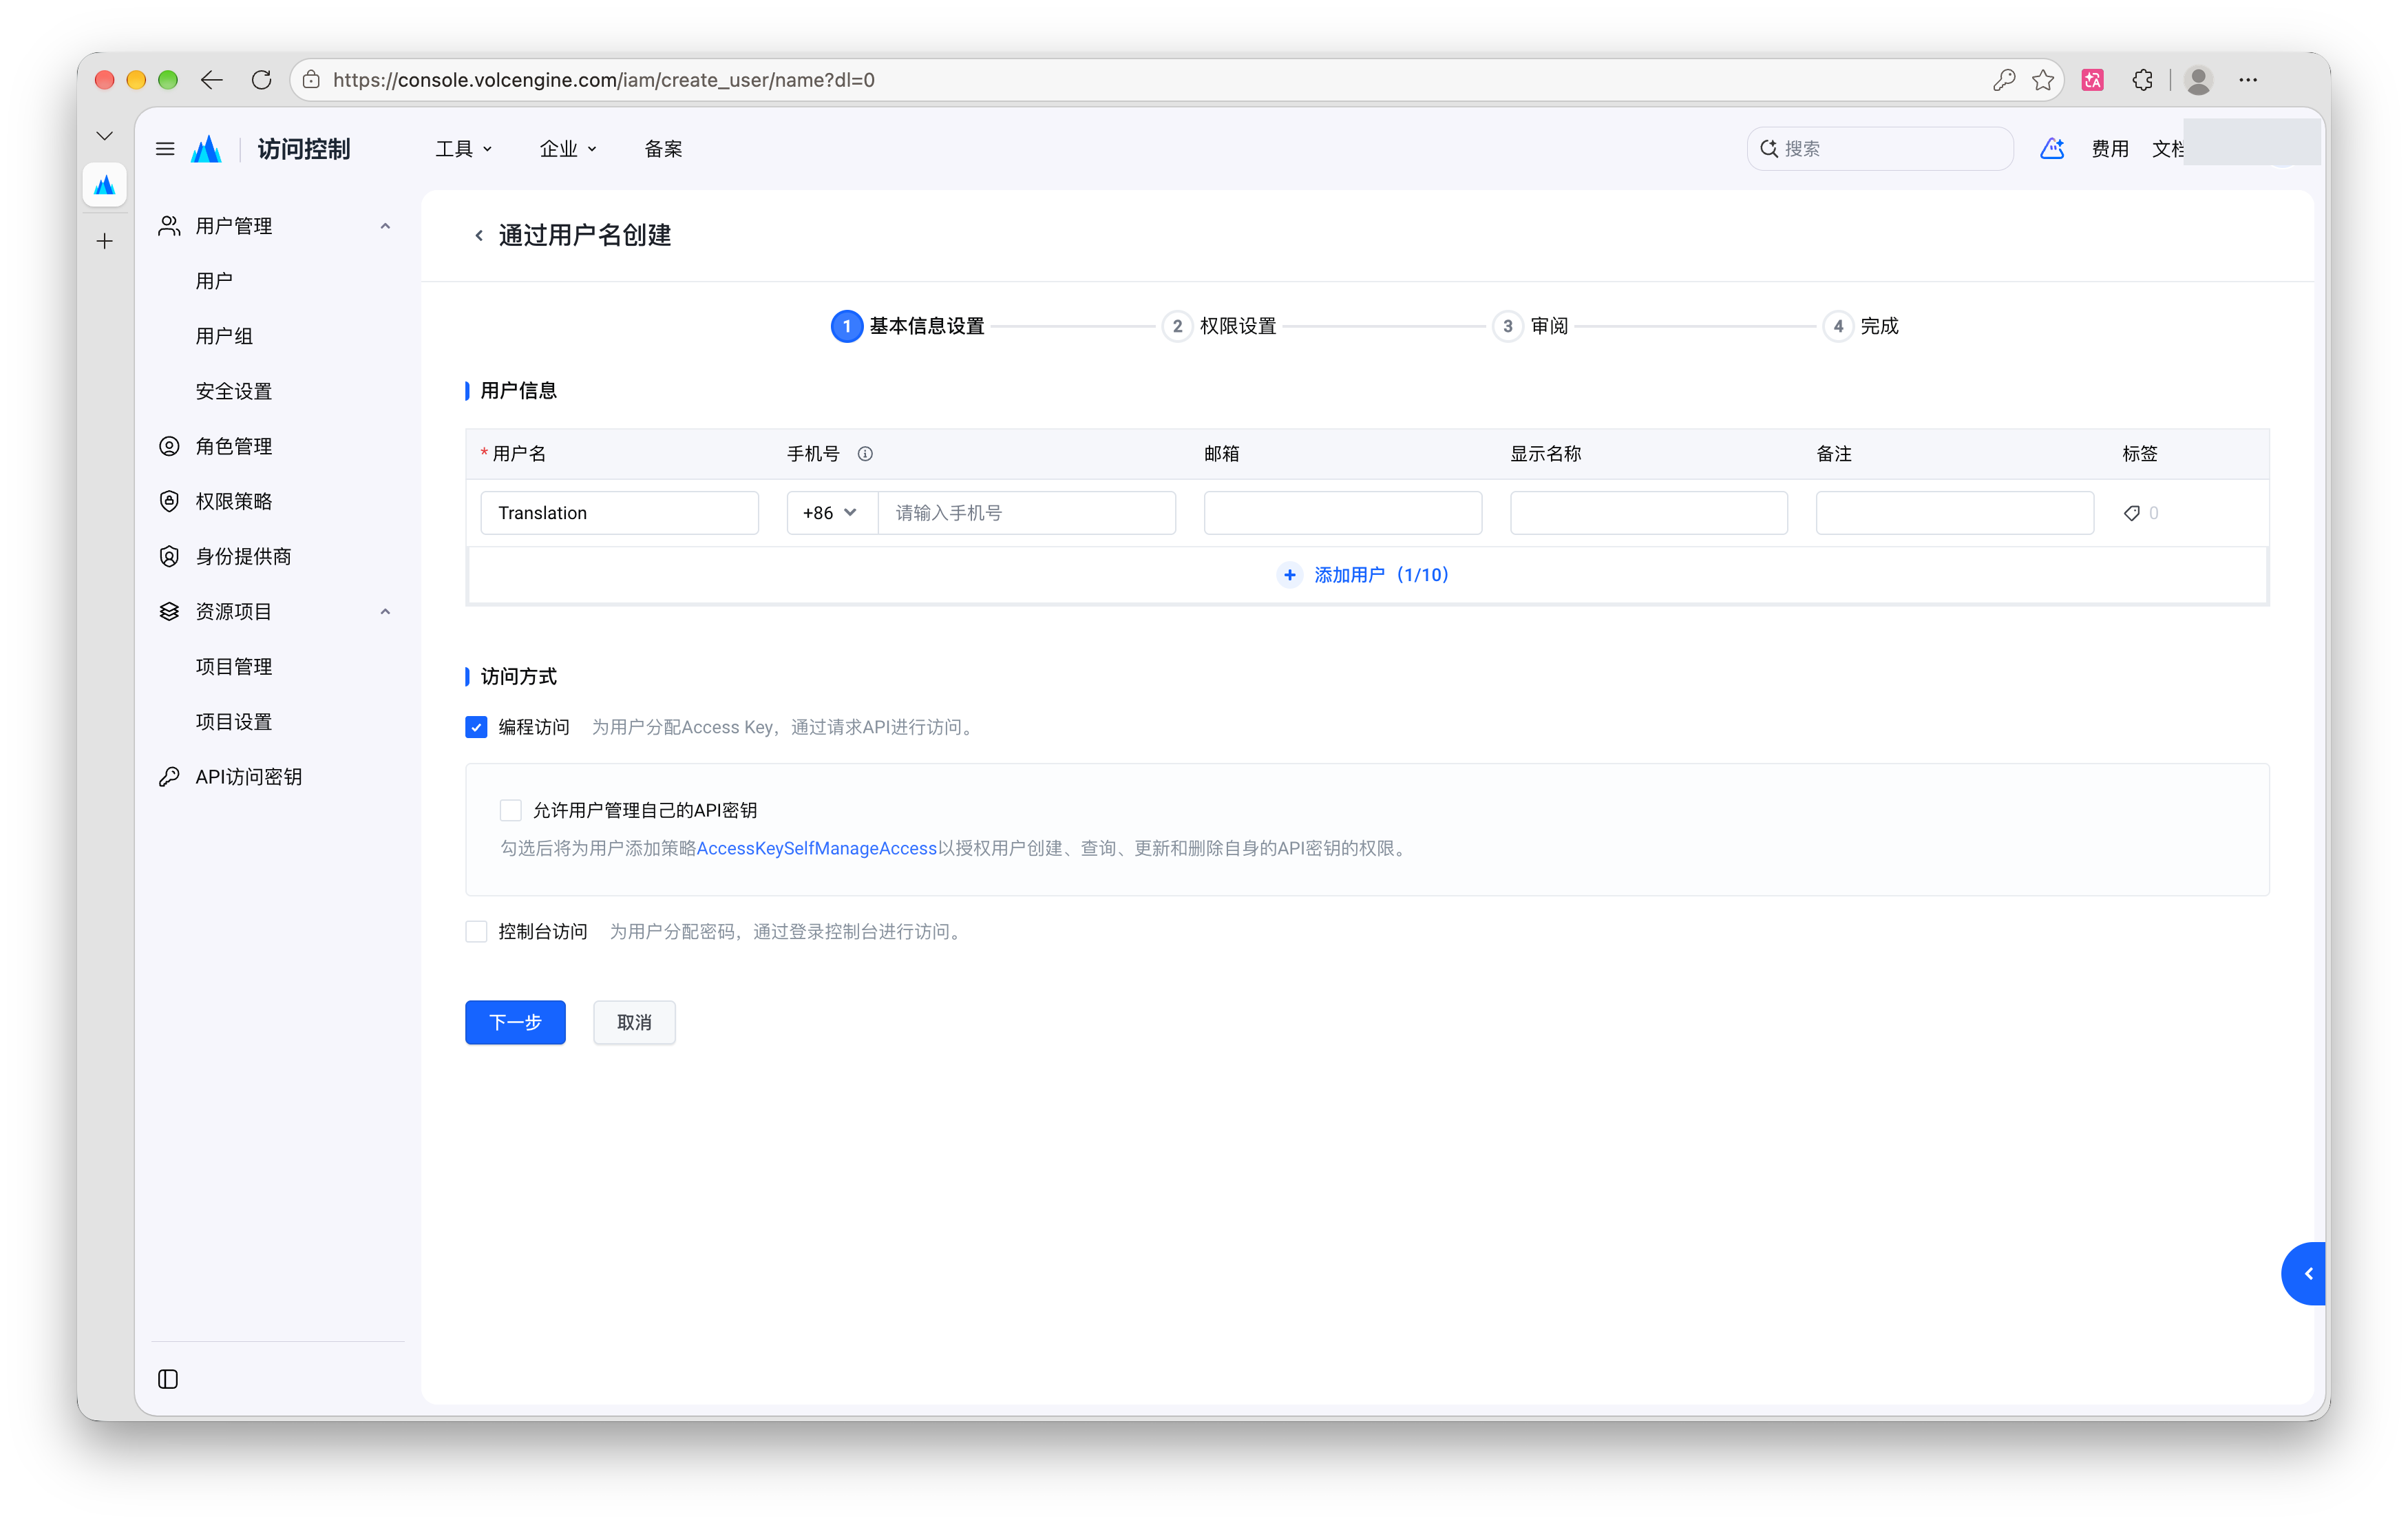 https://console.volcengine.com/iam/create_user/name?dl=0
访问控制
工具
企业
备案
搜索
费用
文档
用户管理
用户
用户组
安全设置
角色管理
权限策略
身份提供商
资源项目
项目管理
项目设置
API访问密钥
通过用户名创建
1 基本信息设置
2 权限设置
3 审阅
4 完成
用户信息
* 用户名
手机号
邮箱
显示名称
备注
标签
Translation
+86
请输入手机号
0
+ 添加用户（1/10）
访问方式
编程访问 为用户分配Access Key，通过请求API进行访问。
允许用户管理自己的API密钥
勾选后将为用户添加策略AccessKeySelfManageAccess以授权用户创建、查询、更新和删除自身的API密钥的权限。
控制台访问 为用户分配密码，通过登录控制台进行访问。
下一步
取消